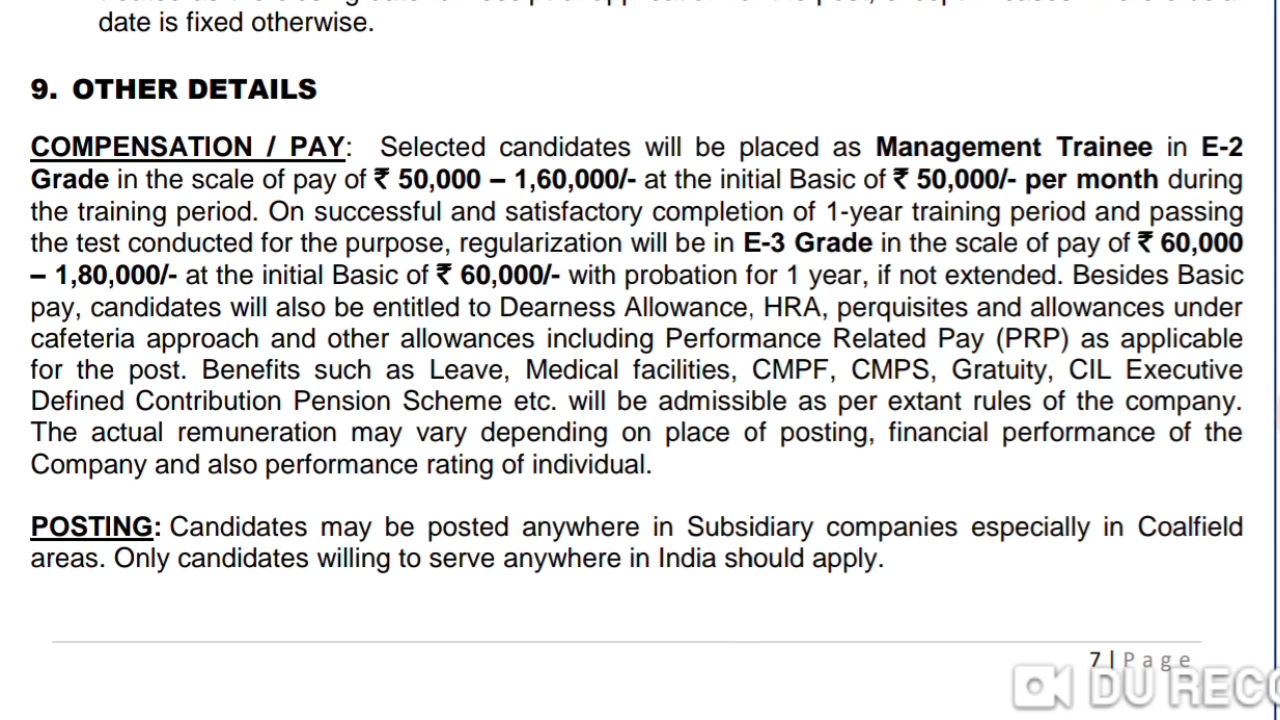 date is fixed otherwise.
9. OTHER DETAILS
COMPENSATION / PAY: Selected candidates will be placed as Management Trainee in E-2
Grade in the scale of pay of ₹ 50,000 – 1,60,000/- at the initial Basic of ₹ 50,000/- per month during
the training period. On successful and satisfactory completion of 1-year training period and passing
the test conducted for the purpose, regularization will be in E-3 Grade in the scale of pay of ₹ 60,000
– 1,80,000/- at the initial Basic of ₹ 60,000/- with probation for 1 year, if not extended. Besides Basic
pay, candidates will also be entitled to Dearness Allowance, HRA, perquisites and allowances under
cafeteria approach and other allowances including Performance Related Pay (PRP) as applicable
for the post. Benefits such as Leave, Medical facilities, CMPF, CMPS, Gratuity, CIL Executive
Defined Contribution Pension Scheme etc. will be admissible as per extant rules of the company.
The actual remuneration may vary depending on place of posting, financial performance of the
Company and also performance rating of individual.
POSTING: Candidates may be posted anywhere in Subsidiary companies especially in Coalfield
areas. Only candidates willing to serve anywhere in India should apply.
7 | Page
DU REC